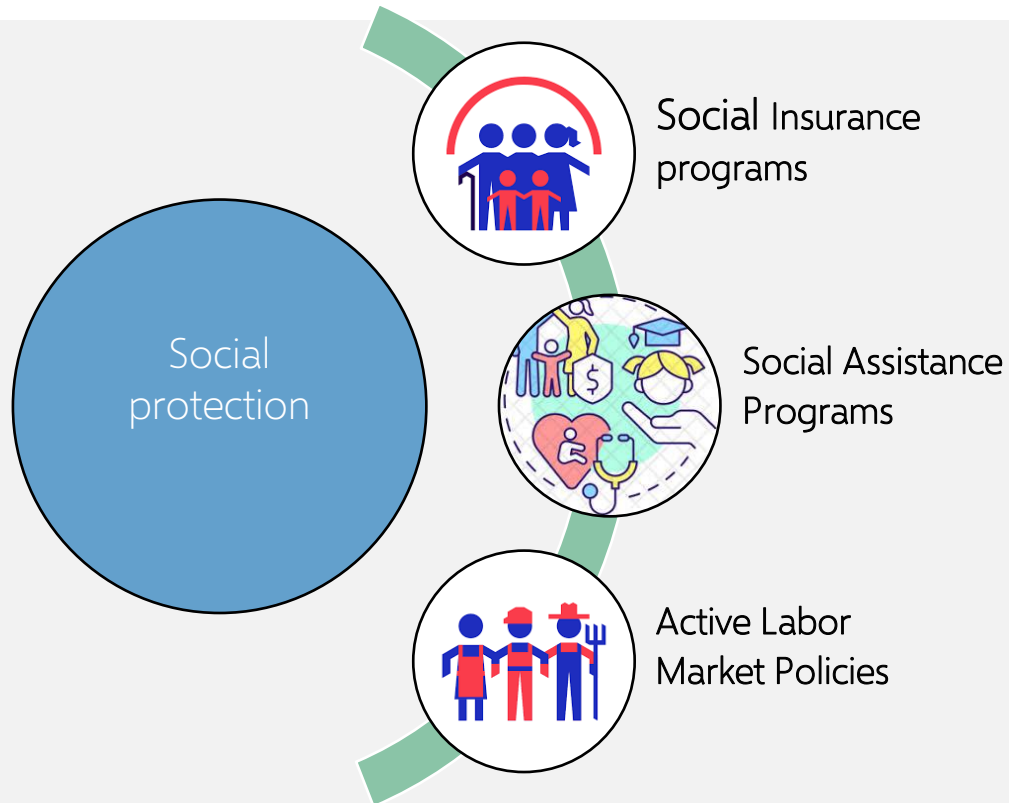 Social Insurance
programs
Social
protection
Social Assistance
Programs
$
Active Labor
Market Policies